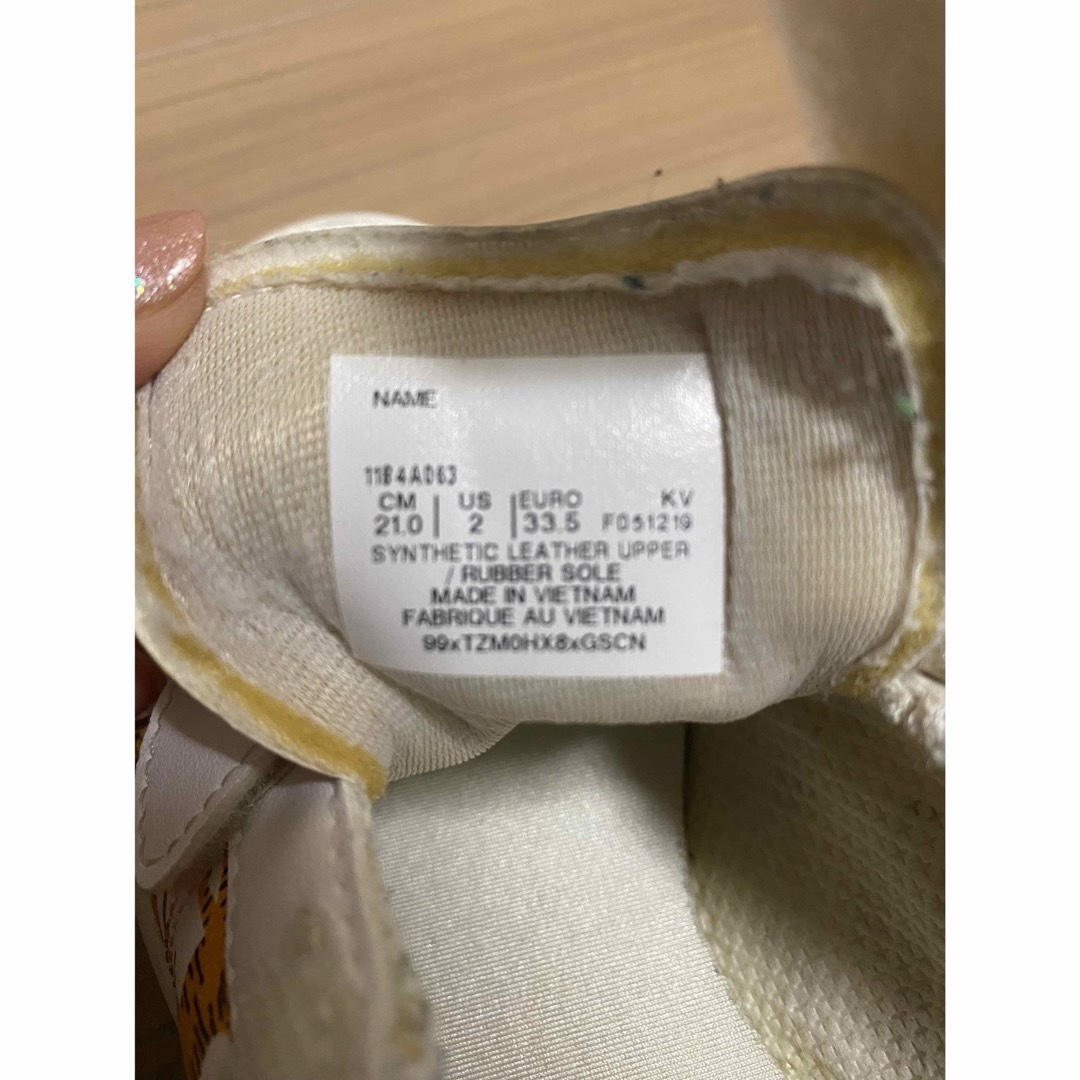 NAME
1184A063
CM | US | EURO KV
21.0 | 2 | 33.5 F051219
SYNTHETIC LEATHER UPPER
/ RUBBER SOLE
MADE IN VIETNAM
FABRIQUE AU VIETNAM
99xTZM0HX8xGSCN